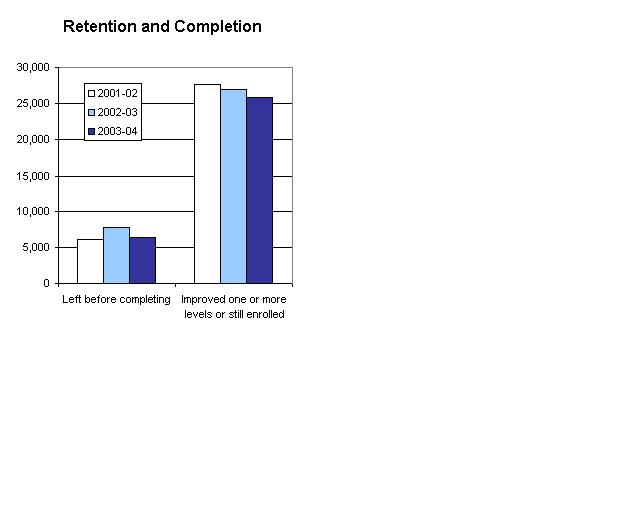 Retention and Completion
30,000
25,000
20,000
15,000
10,000
5,000
0
2001-02
2002-03
2003-04
Left before completing
Improved one or more
levels or still enrolled